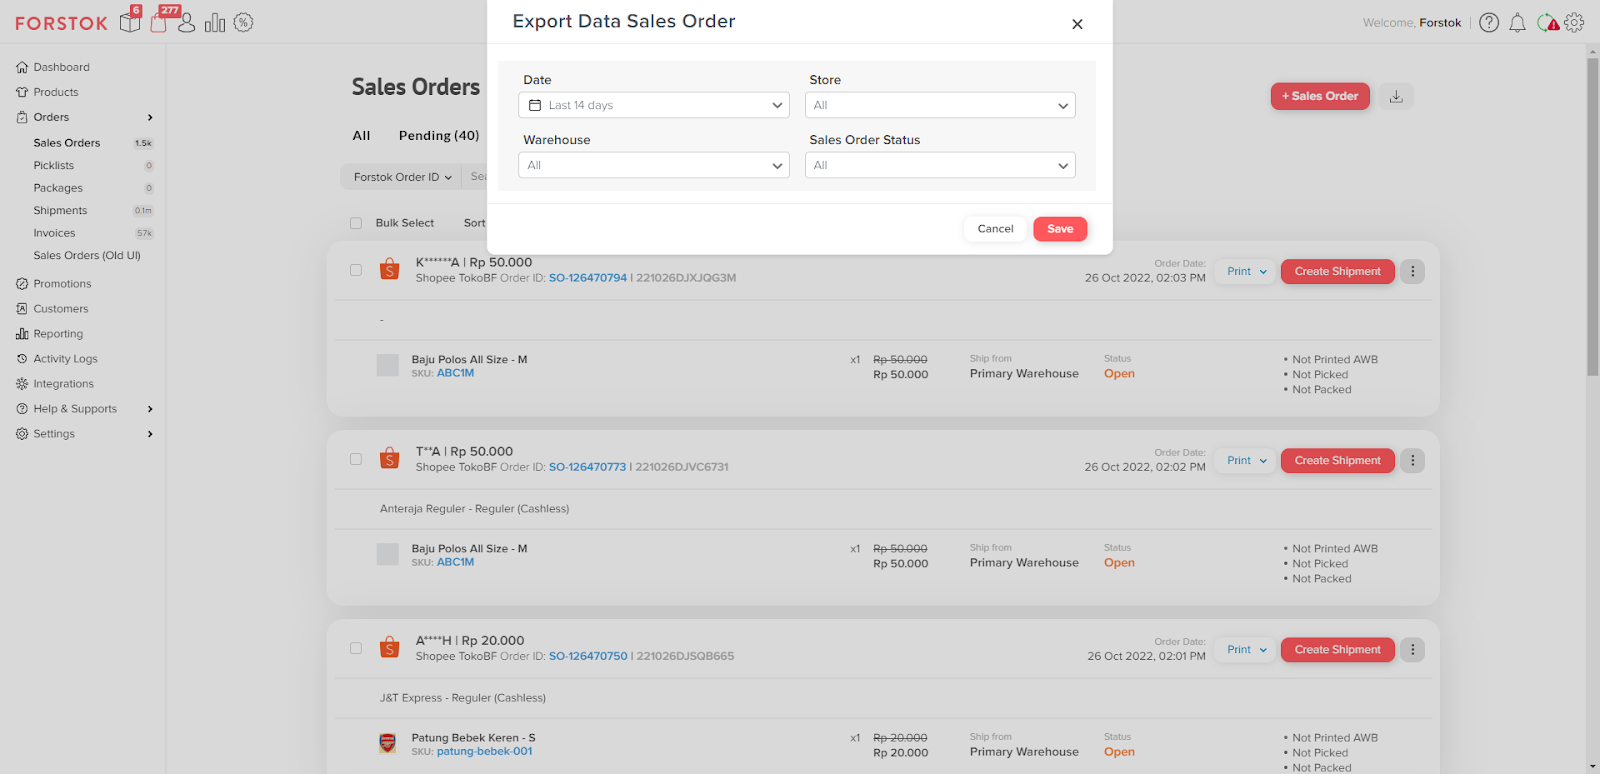 FORSTOK
6
277
Export Data Sales Order
Welcome, Forstok
Date
Last 14 days
Store
All
Warehouse
All
Sales Order Status
All
Cancel
Save
Dashboard
Products
Orders
Sales Orders 1.5k
Picklists 0
Packages 0
Shipments 0.1m
Invoices 57k
Sales Orders (Old UI)
Promotions
Customers
Reporting
Activity Logs
Integrations
Help & Supports
Settings
Sales Orders
+ Sales Order
All Pending (40)
Forstok Order ID
Bulk Select Sort
K******A | Rp 50.000
Shopee TokoBF Order ID: SO-126470794 | 221026DJXJQG3M
Order Date:
26 Oct 2022, 02:03 PM
Print
Create Shipment
-
Baju Polos All Size - M
SKU: ABC1M
x1 Rp 50.000
Rp 50.000
Ship from
Primary Warehouse
Status
Open
• Not Printed AWB
• Not Picked
• Not Packed
T**A | Rp 50.000
Shopee TokoBF Order ID: SO-126470773 | 221026DJVC6731
Order Date:
26 Oct 2022, 02:02 PM
Print
Create Shipment
Anteraja Reguler - Reguler (Cashless)
Baju Polos All Size - M
SKU: ABC1M
x1 Rp 50.000
Rp 50.000
Ship from
Primary Warehouse
Status
Open
• Not Printed AWB
• Not Picked
• Not Packed
A****H | Rp 20.000
Shopee TokoBF Order ID: SO-126470750 | 221026DJSQB665
Order Date:
26 Oct 2022, 02:01 PM
Print
Create Shipment
J&T Express - Reguler (Cashless)
Patung Bebek Keren - S
SKU: patung-bebek-001
x1 Rp 20.000
Rp 20.000
Ship from
Primary Warehouse
Status
Open
• Not Printed AWB
• Not Picked
• Not Packed